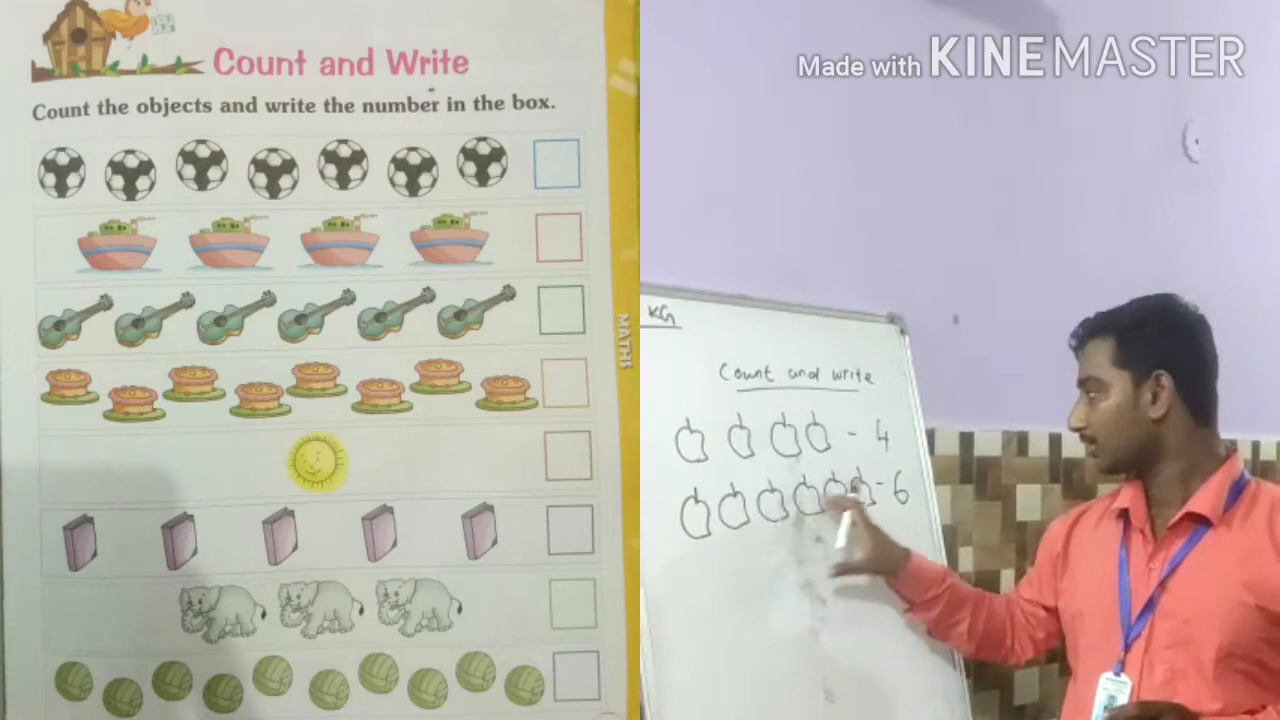 Count and Write
Count the objects and write the number in the box.
MATHS
Made with KINEMASTER
KG
Count and write
- 4
- 6